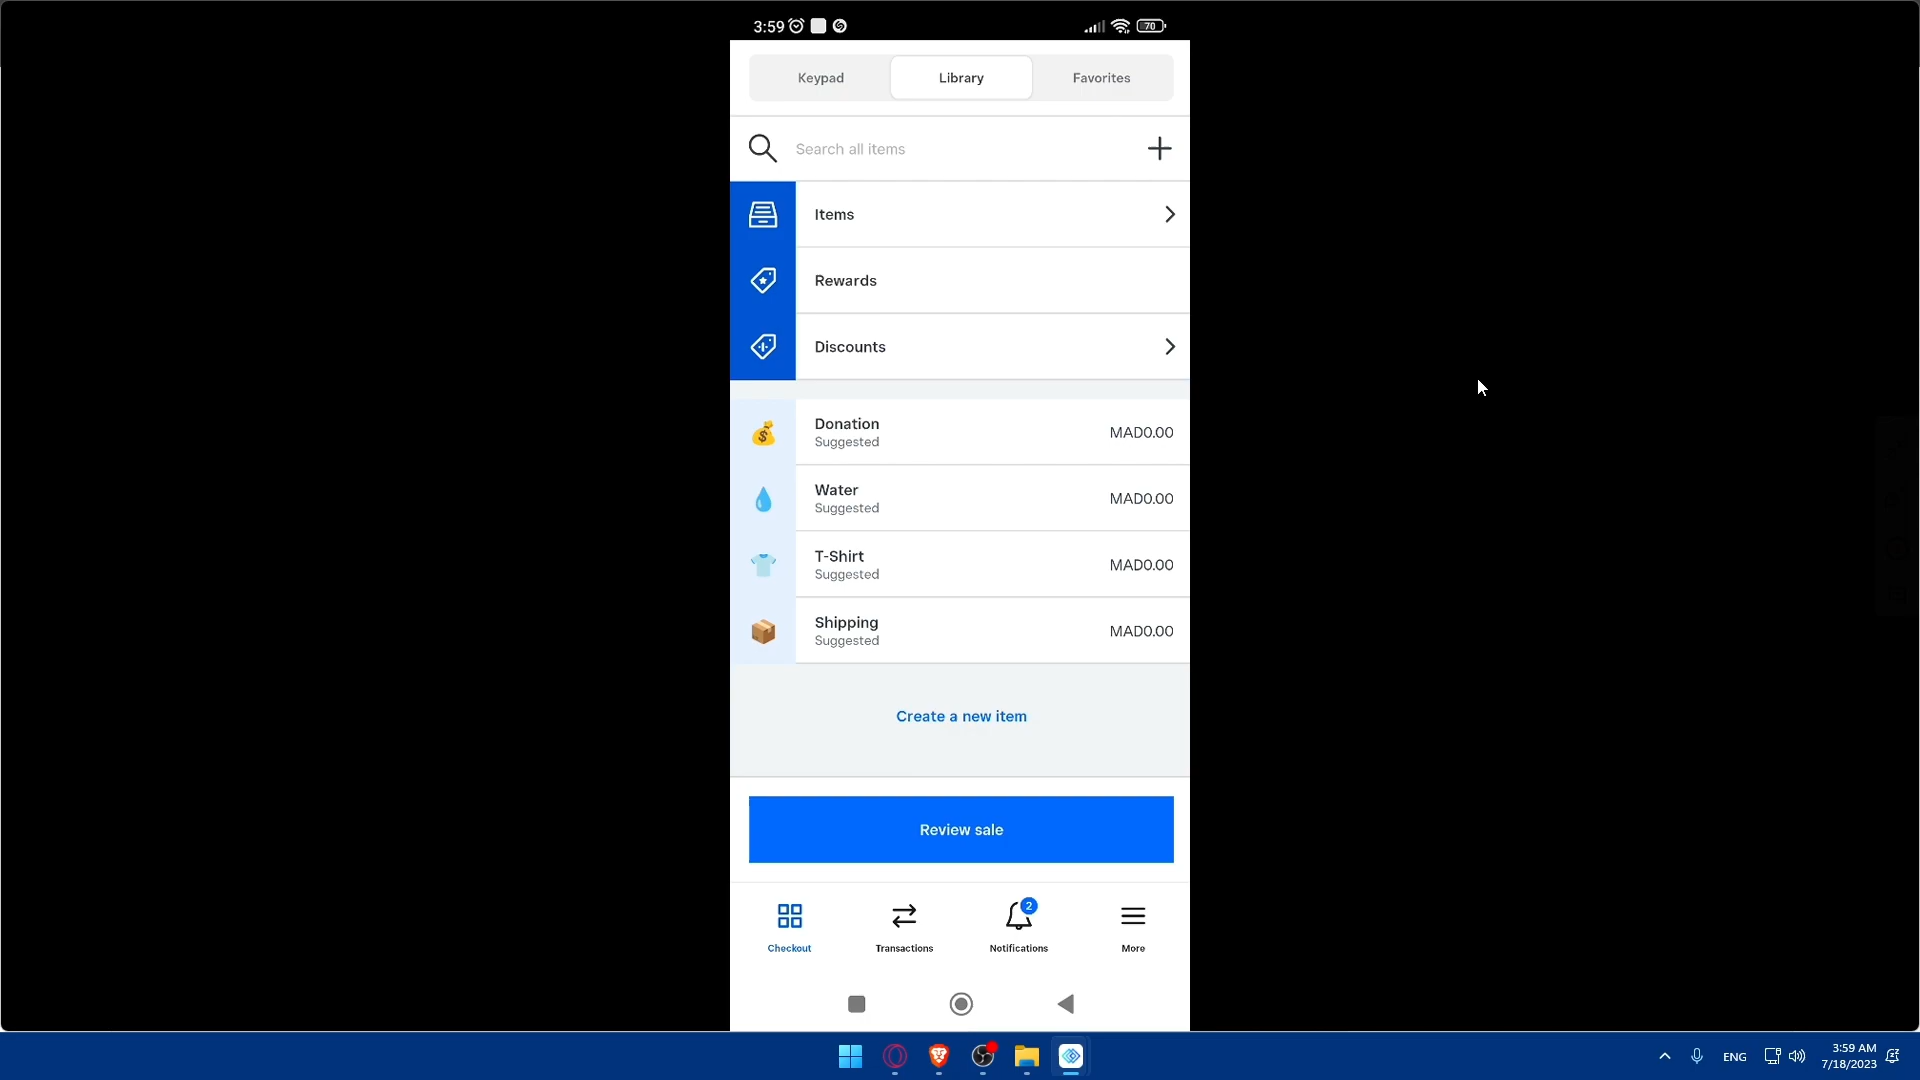 3:59
70
Keypad
Library
Favorites
Search all items
Items
Rewards
Discounts
Donation
Suggested
MAD0.00
Water
Suggested
MAD0.00
T-Shirt
Suggested
MAD0.00
Shipping
Suggested
MAD0.00
Create a new item
Review sale
2
Checkout
Transactions
Notifications
More
ENG
3:59 AM
7/18/2023